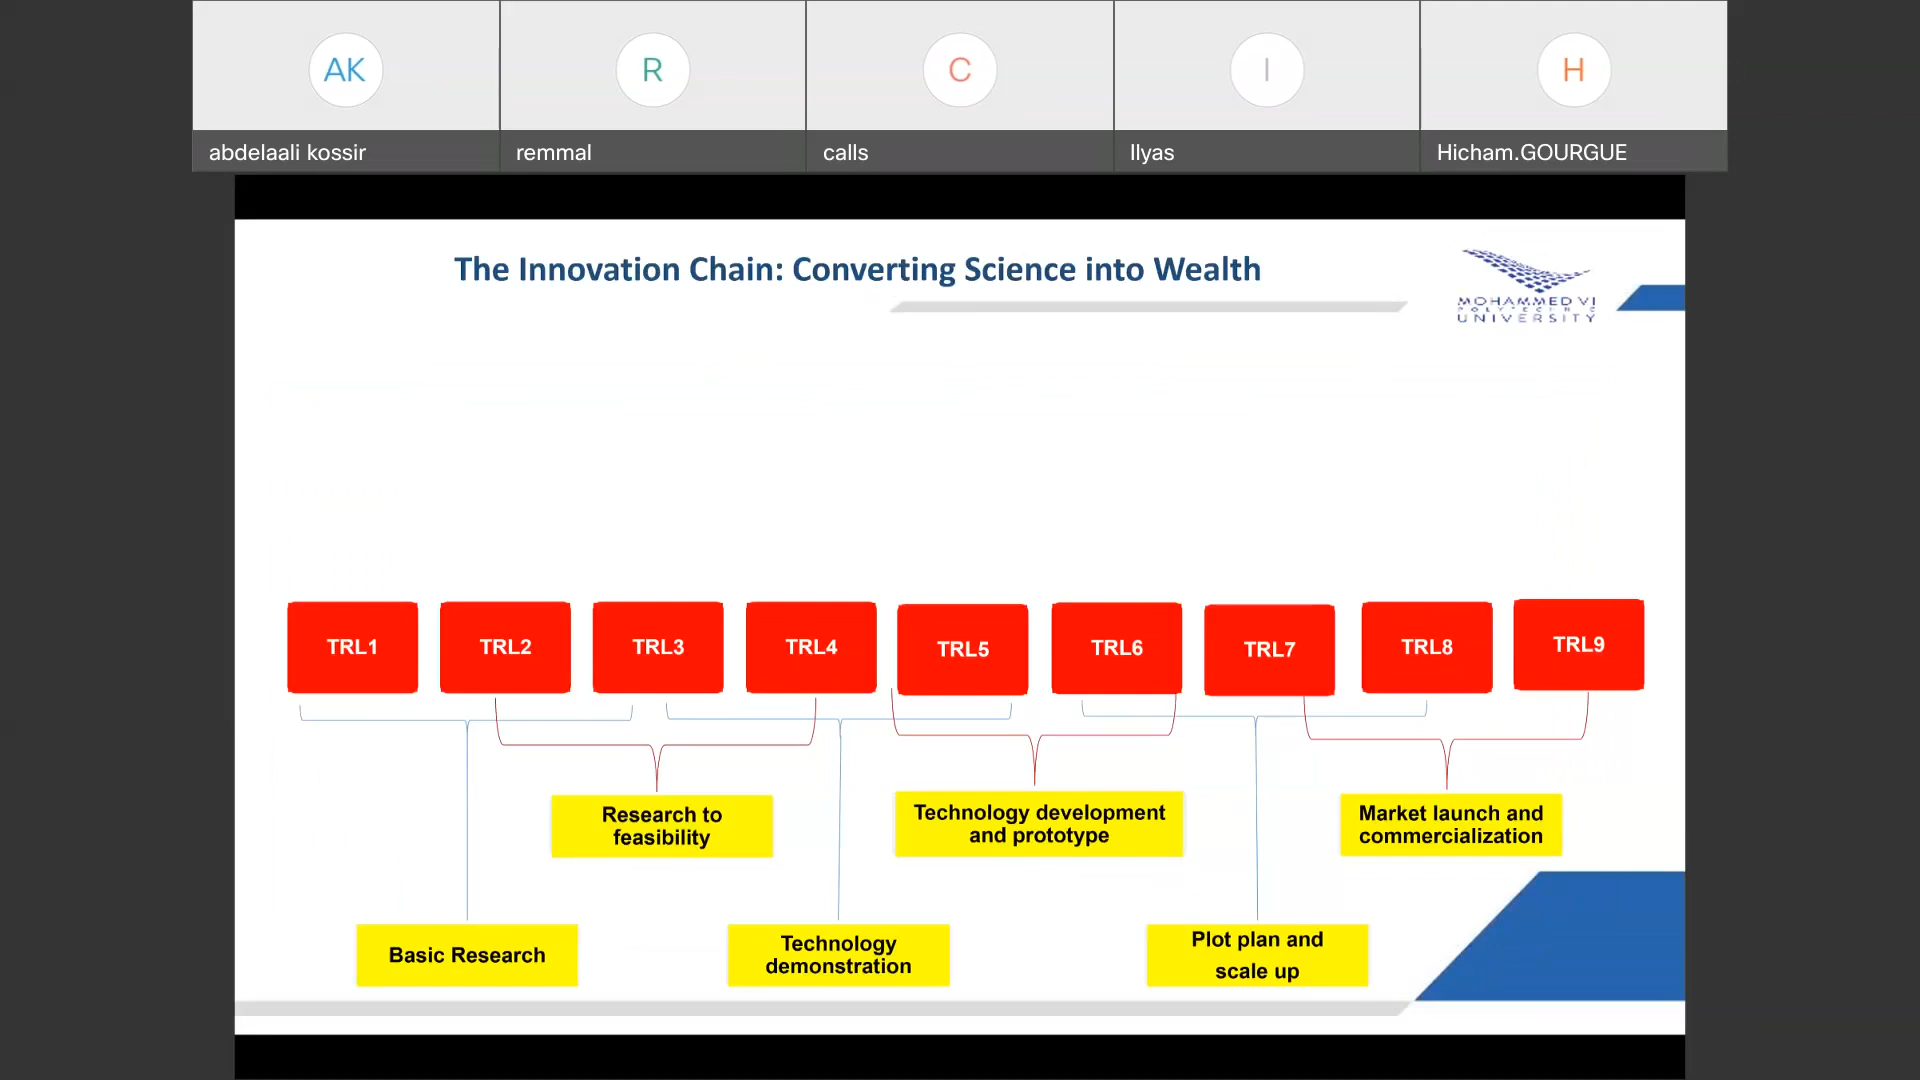 AK
R
C
I
H
abdelaali kossir
remmal
calls
Ilyas
Hicham.GOURGUE
The Innovation Chain: Converting Science into Wealth
MOHAMMED VI
POLYTECHNIC
UNIVERSITY
TRL1
TRL2
TRL3
TRL4
TRL5
TRL6
TRL7
TRL8
TRL9
Research to
feasibility
Technology development
and prototype
Market launch and
commercialization
Basic Research
Technology
demonstration
Plot plan and
scale up